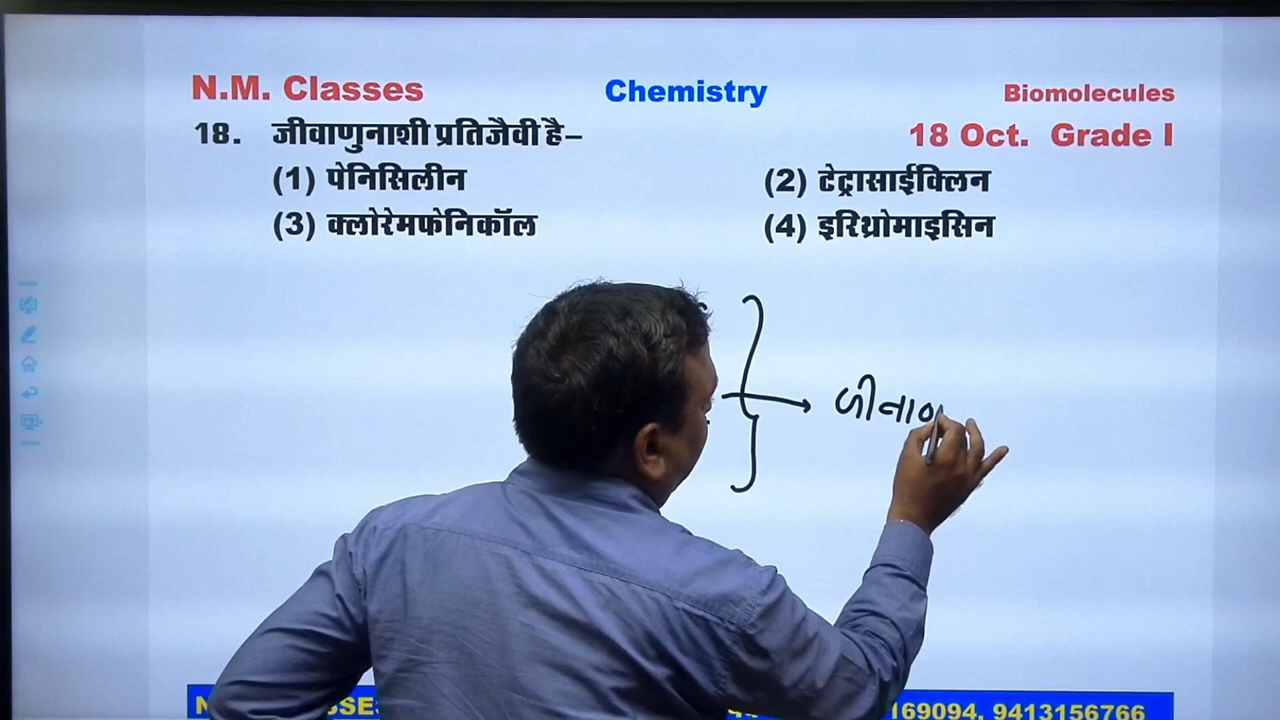 N.M. Classes Chemistry Biomolecules
18. जीवाणुनाशी प्रतिजैवी है– 18 Oct. Grade I
(1) पेनिसिलीन (2) टेट्रासाईक्लिन
(3) क्लोरेमफेनिकॉल (4) इरिथ्रोमाइसिन
169094, 9413156766